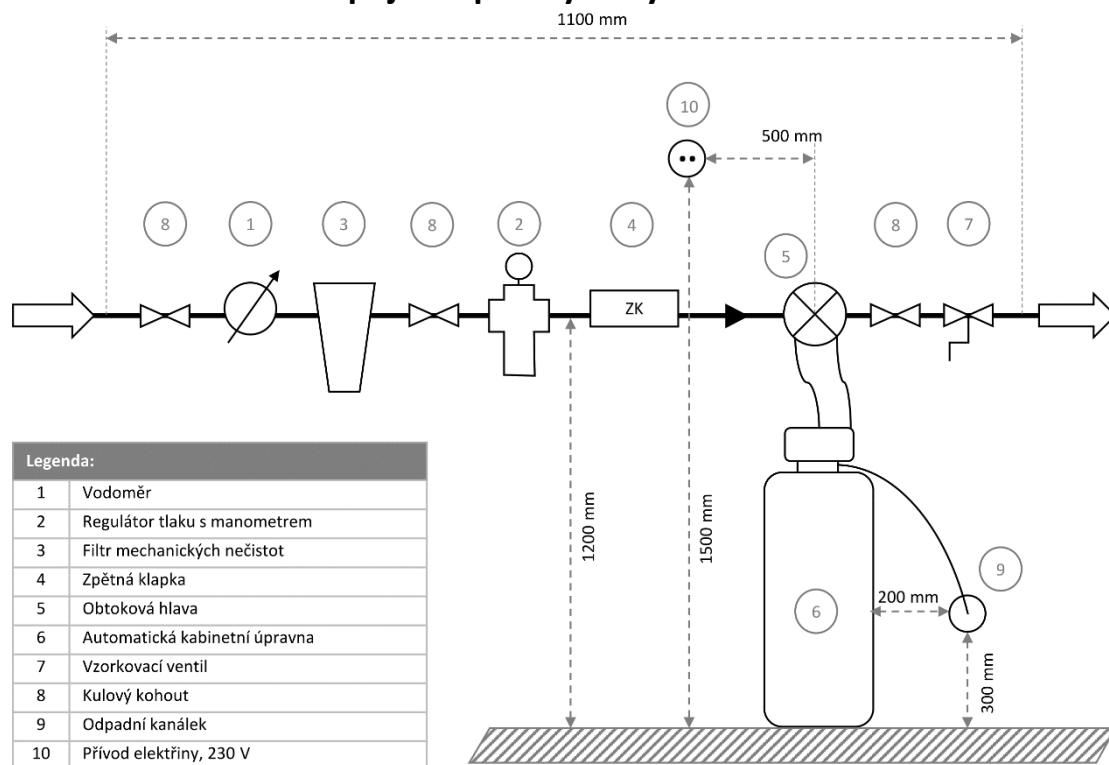 1100 mm
10
500 mm
8
1
3
8
2
4
5
8
7
ZK
1200 mm
1500 mm
6
200 mm
9
300 mm
Legenda:
1 Vodoměr
2 Regulátor tlaku s manometrem
3 Filtr mechanických nečistot
4 Zpětná klapka
5 Obtoková hlava
6 Automatická kabinetní úpravna
7 Vzorkovací ventil
8 Kulový kohout
9 Odpadní kanálek
10 Přívod elektřiny, 230 V